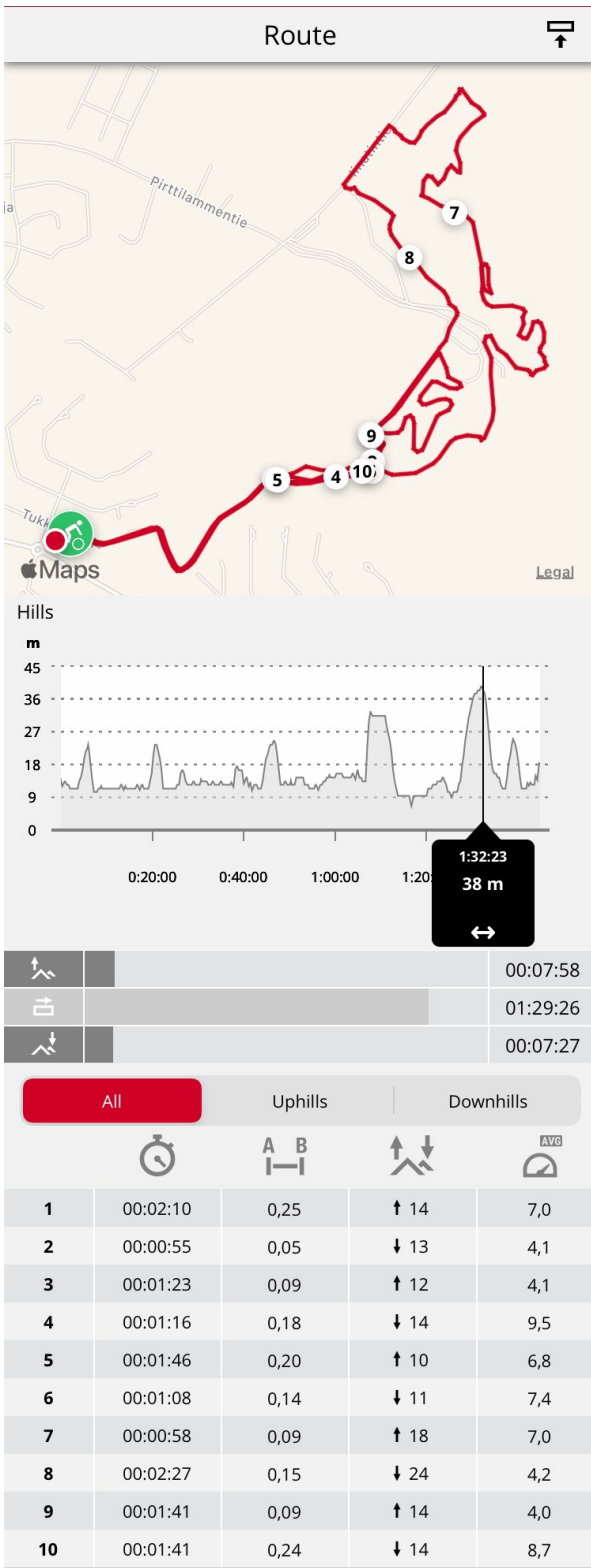 Route
Pirttilammentie
ja
7
8
9
10
4
5
Tukk
Maps
Legal
Hills
m
45
36
27
18
9
0
0:20:00 0:40:00 1:00:00 1:20:
1:32:23
38 m
00:07:58
01:29:26
00:07:27
All Uphills Downhills
A B AVG
1 00:02:10 0,25 14 7,0
2 00:00:55 0,05 13 4,1
3 00:01:23 0,09 12 4,1
4 00:01:16 0,18 14 9,5
5 00:01:46 0,20 10 6,8
6 00:01:08 0,14 11 7,4
7 00:00:58 0,09 18 7,0
8 00:02:27 0,15 24 4,2
9 00:01:41 0,09 14 4,0
10 00:01:41 0,24 14 8,7